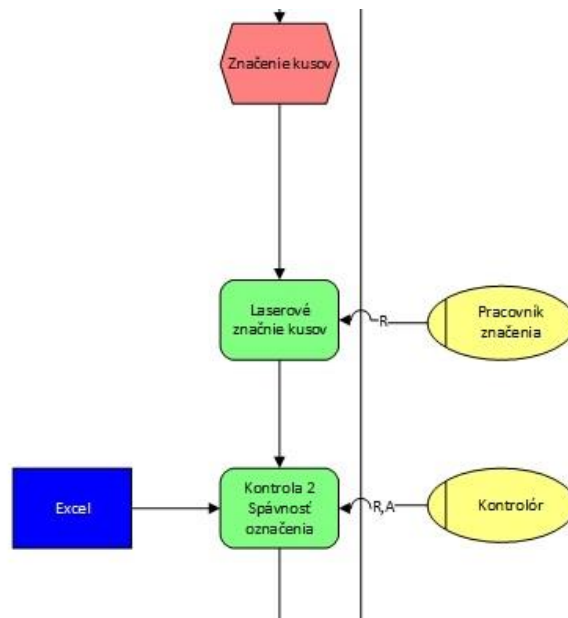 Značenie kusov
Laserové
značnie kusov
R
Pracovník
značenia
Excel
Kontrola 2
Spávnosť
označenia
R,A
Kontrolór